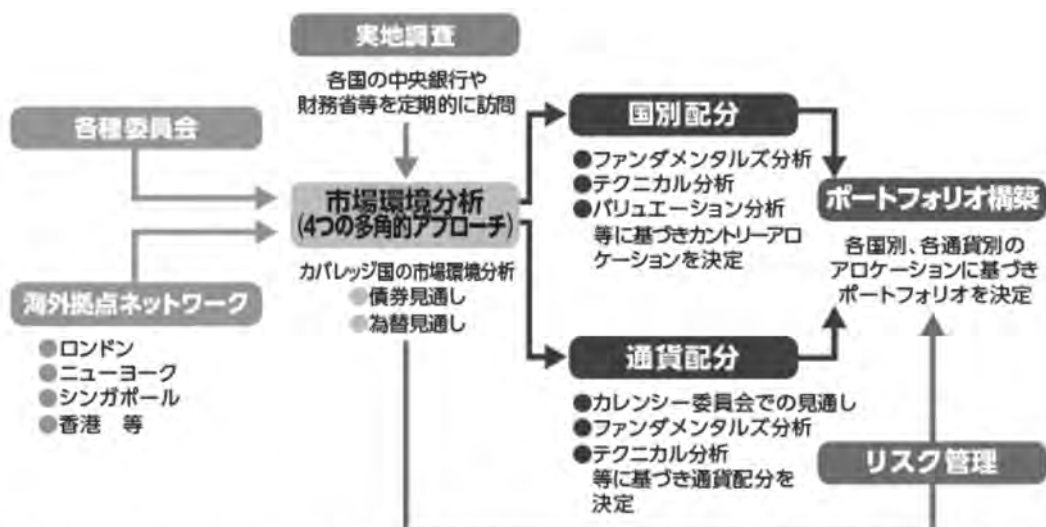 実地調査
各国の中央銀行や
財務省等を定期的に訪問
各種委員会
市場環境分析
(4つの多角的アプローチ)
カバレッジ国の市場環境分析
●債券見通し
●為替見通し
海外拠点ネットワーク
●ロンドン
●ニューヨーク
●シンガポール
●香港 等
国別配分
●ファンダメンタルズ分析
●テクニカル分析
●バリュエーション分析
等に基づきカントリーアロ
ケーションを決定
通貨配分
●カレンシー委員会での見通し
●ファンダメンタルズ分析
●テクニカル分析
等に基づき通貨配分を
決定
ポートフォリオ構築
各国別、各通貨別の
アロケーションに基づき
ポートフォリオを決定
リスク管理